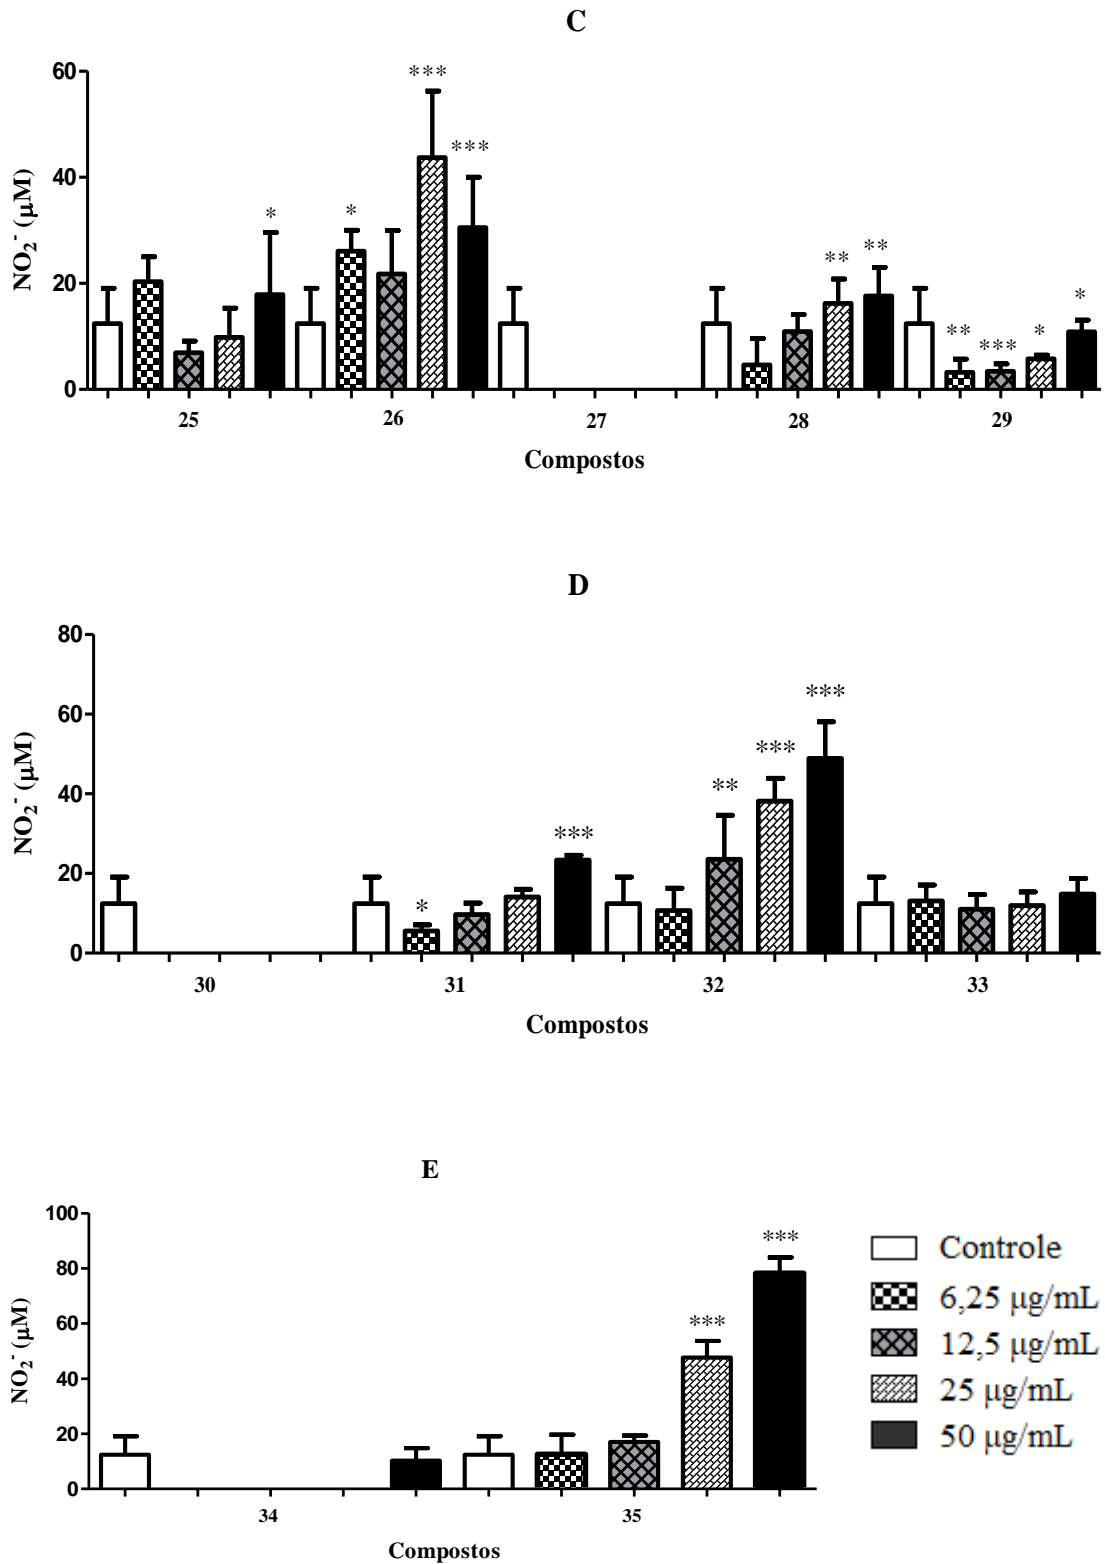 C
60
40
20
0
NO₂⁻ (µM)
***
***
*
*
** **
**
***
*
*
25 26 27 28 29
Compostos
D
80
60
40
20
0
NO₂⁻ (µM)
***
***
**
***
*
30 31 32 33
Compostos
E
100
80
60
40
20
0
NO₂⁻ (µM)
***
***
34 35
Compostos
Controle
6,25 µg/mL
12,5 µg/mL
25 µg/mL
50 µg/mL